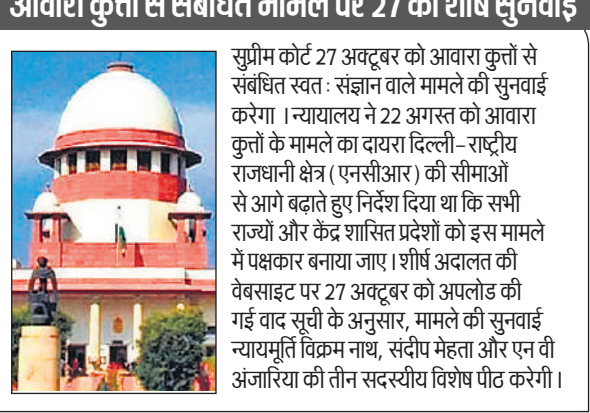 आवारा कुत्तों से संबंधित मामले पर 27 को शीर्ष सुनवाई
सुप्रीम कोर्ट 27 अक्टूबर को आवारा कुत्तों से
संबंधित स्वत: संज्ञान वाले मामले की सुनवाई
करेगा ।न्यायालय ने 22 अगस्त को आवारा
कुत्तों के मामले का दायरा दिल्ली-राष्ट्रीय
राजधानी क्षेत्र (एनसीआर) की सीमाओं
से आगे बढ़ाते हुए निर्देश दिया था कि सभी
राज्यों और केंद्र शासित प्रदेशों को इस मामले
में पक्षकार बनाया जाए।शीर्ष अदालत की
वेबसाइट पर 27 अक्टूबर को अपलोड की
गई वाद सूची के अनुसार, मामले की सुनवाई
न्यायमूर्ति विक्रम नाथ, संदीप मेहता और एन वी
अंजारिया की तीन सदस्यीय विशेष पीठ करेगी।